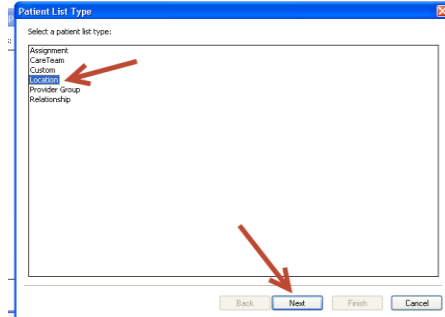 Patient List Type
Select a patient list type:
Assignment
CareTeam
Custom
Location
Provider Group
Relationship
Back Next Finish Cancel